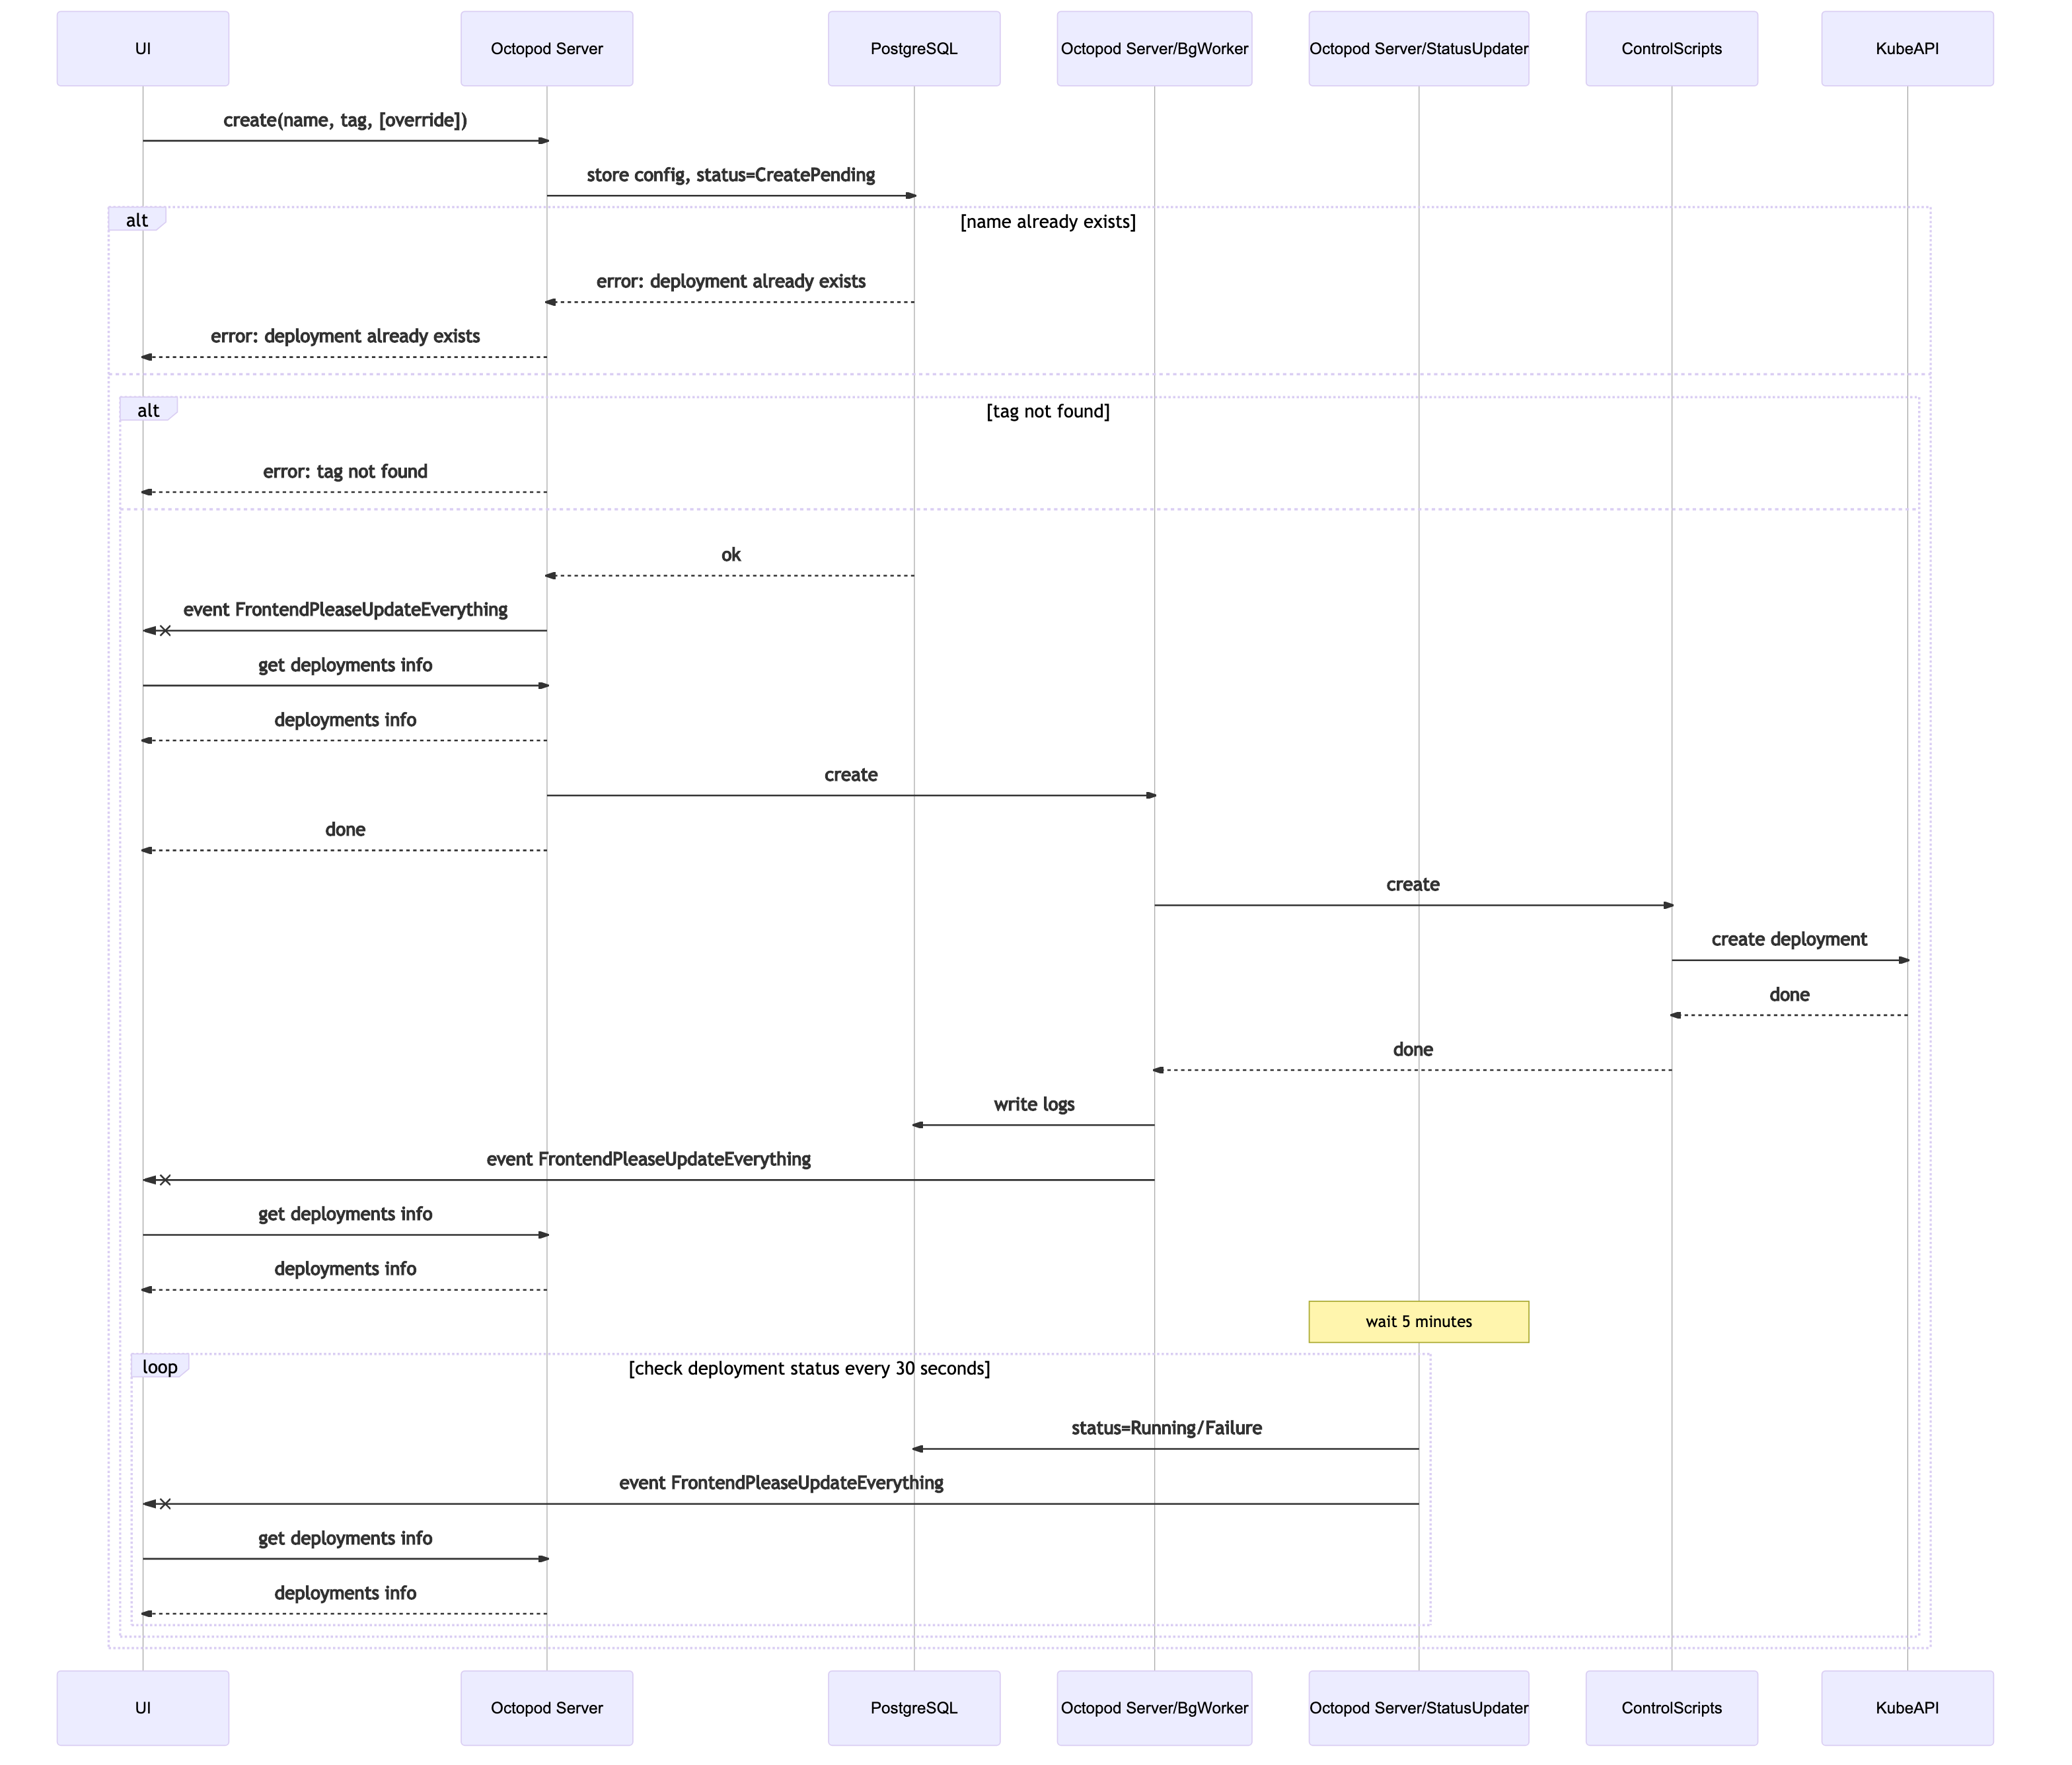 UI
Octopod Server
PostgreSQL
Octopod Server/BgWorker
Octopod Server/StatusUpdater
ControlScripts
KubeAPI
create(name, tag, [override])
store config, status=CreatePending
alt
[name already exists]
error: deployment already exists
error: deployment already exists
alt
[tag not found]
error: tag not found
ok
event FrontendPleaseUpdateEverything
get deployments info
deployments info
create
done
create
create deployment
done
done
write logs
event FrontendPleaseUpdateEverything
get deployments info
deployments info
wait 5 minutes
loop
[check deployment status every 30 seconds]
status=Running/Failure
event FrontendPleaseUpdateEverything
get deployments info
deployments info
UI
Octopod Server
PostgreSQL
Octopod Server/BgWorker
Octopod Server/StatusUpdater
ControlScripts
KubeAPI